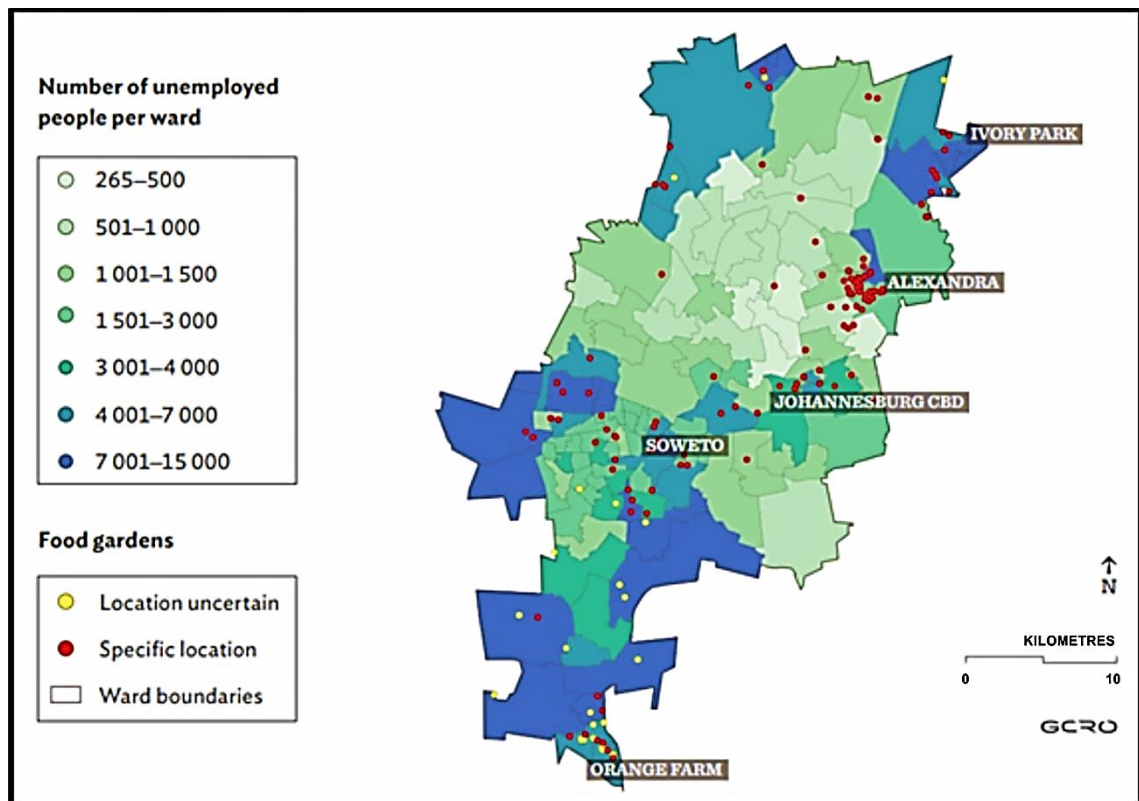 Number of unemployed
people per ward
265–500
501–1 000
1 001–1 500
1 501–3 000
3 001–4 000
4 001–7 000
7 001–15 000
Food gardens
Location uncertain
Specific location
Ward boundaries
IVORY PARK
ALEXANDRA
JOHANNESBURG CBD
SOWETO
ORANGE FARM
N
KILOMETRES
0 10
GCRO